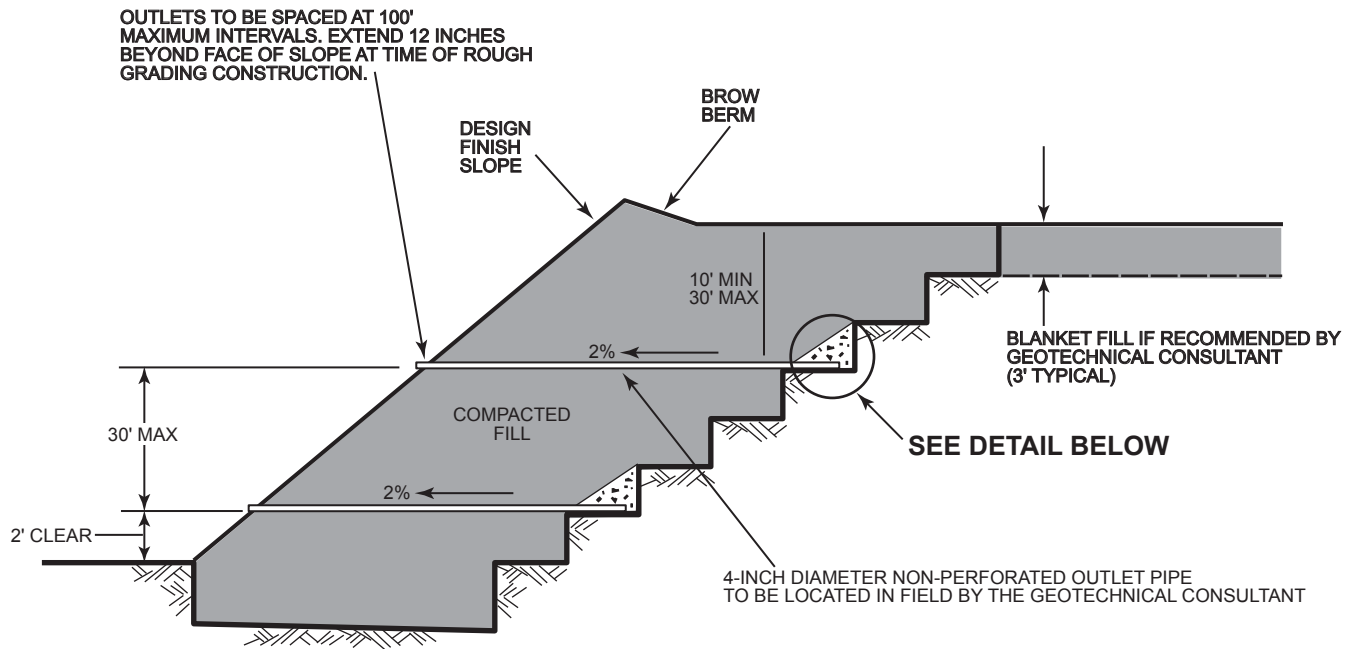 OUTLETS TO BE SPACED AT 100'
MAXIMUM INTERVALS. EXTEND 12 INCHES
BEYOND FACE OF SLOPE AT TIME OF ROUGH
GRADING CONSTRUCTION.
BROW
BERM
DESIGN
FINISH
SLOPE
10' MIN
30' MAX
BLANKET FILL IF RECOMMENDED BY
GEOTECHNICAL CONSULTANT
(3' TYPICAL)
2%
30' MAX
COMPACTED
FILL
SEE DETAIL BELOW
2%
2' CLEAR
4-INCH DIAMETER NON-PERFORATED OUTLET PIPE
TO BE LOCATED IN FIELD BY THE GEOTECHNICAL CONSULTANT